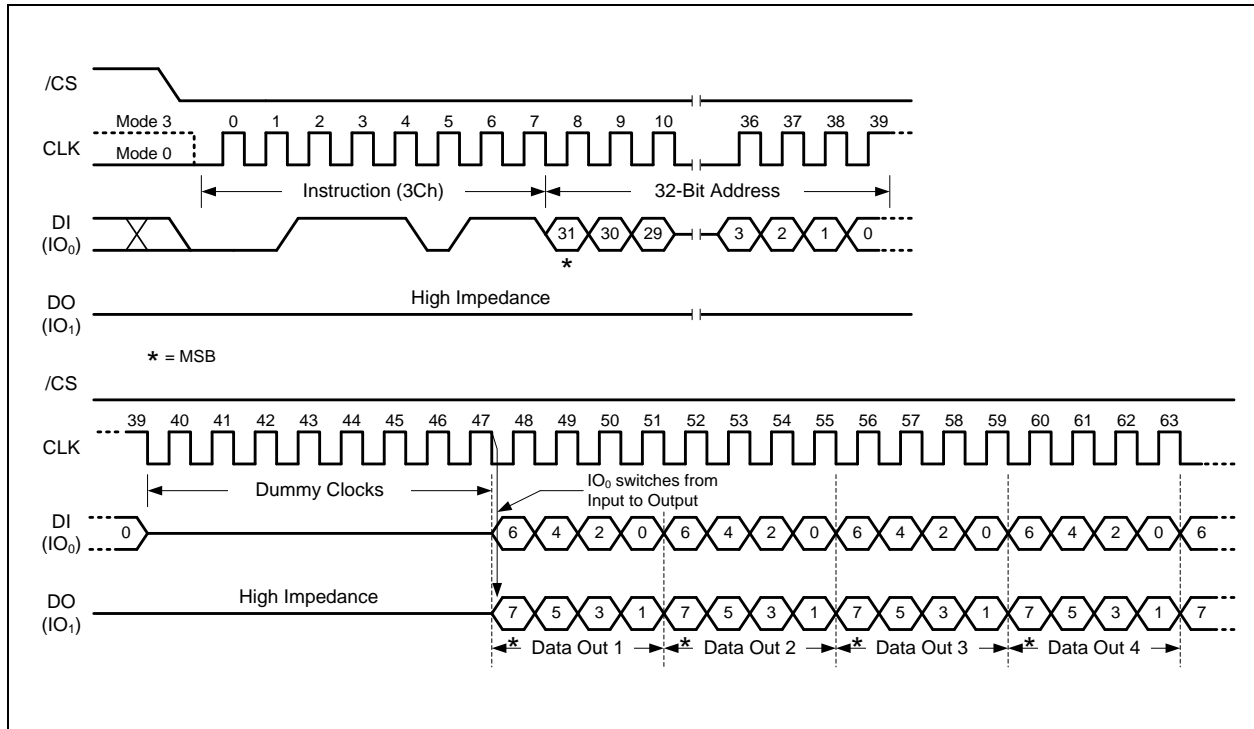 /CS
Mode 3 0 1 2 3 4 5 6 7 8 9 10 36 37 38 39
CLK
Mode 0
Instruction (3Ch) 32-Bit Address
DI
(IO₀)
31 30 29 3 2 1 0
*
High Impedance
DO
(IO₁)
* = MSB
/CS
39 40 41 42 43 44 45 46 47 48 49 50 51 52 53 54 55 56 57 58 59 60 61 62 63
CLK
Dummy Clocks
IO₀ switches from
Input to Output
DI
(IO₀)
0 6 4 2 0 6 4 2 0 6 4 2 0 6 4 2 0 6
High Impedance
DO
(IO₁)
7 5 3 1 7 5 3 1 7 5 3 1 7 5 3 1 7
* Data Out 1 * Data Out 2 * Data Out 3 * Data Out 4